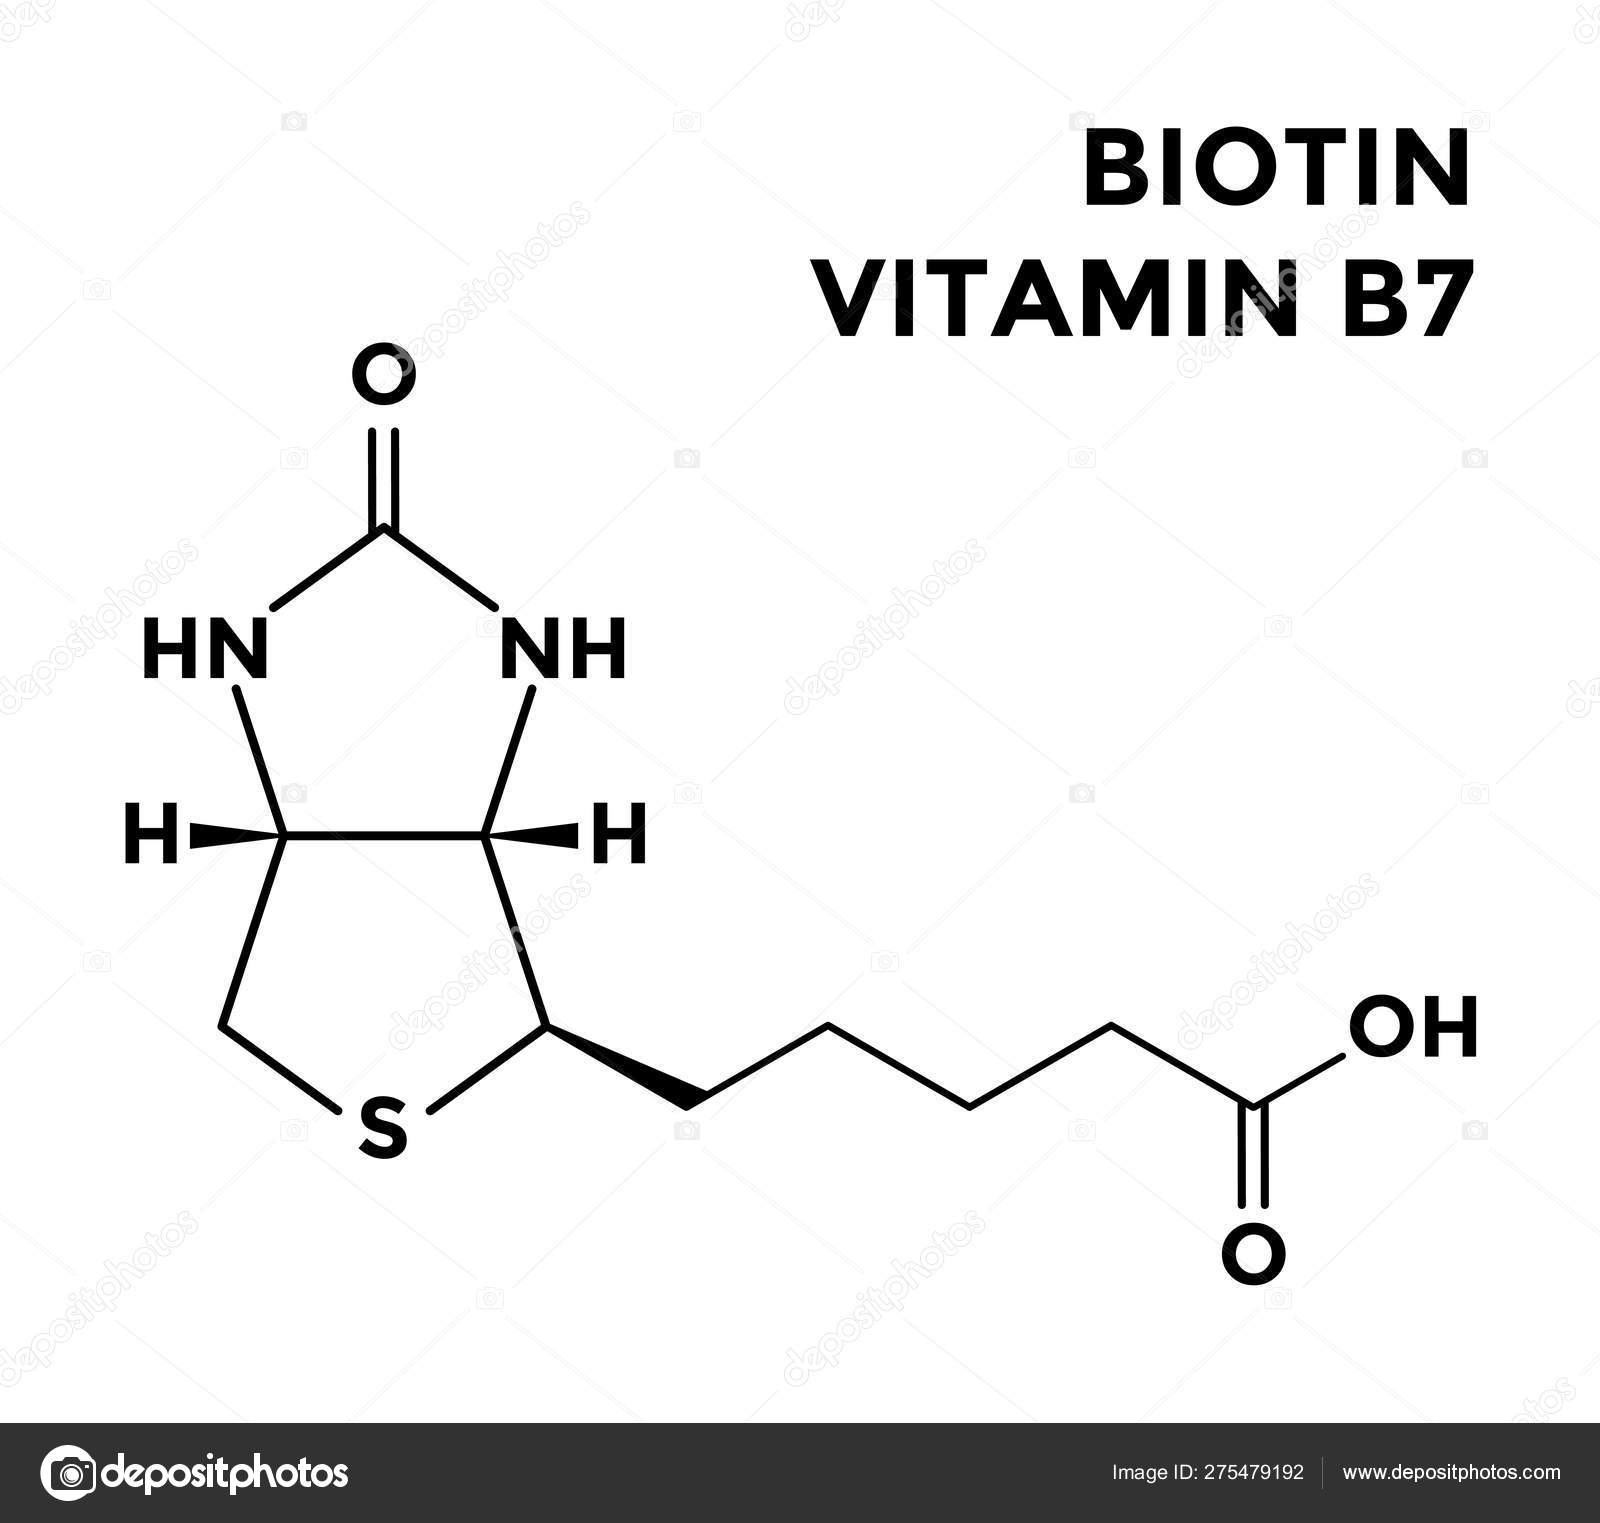 BIOTIN
VITAMIN B7
O
HN NH
H H
S
OH
O
depositphotos
Image ID: 275479192 www.depositphotos.com